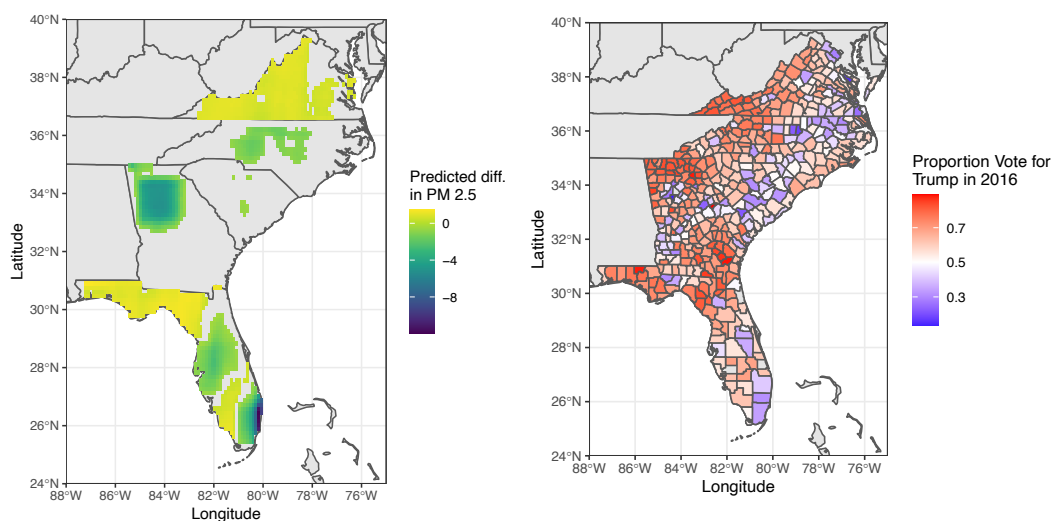 40°N
38°N
36°N
34°N
32°N
30°N
28°N
26°N
24°N
Latitude
88°W 86°W 84°W 82°W 80°W 78°W 76°W
Longitude
Predicted diff.
in PM 2.5
0
−4
−8
40°N
38°N
36°N
34°N
32°N
30°N
28°N
26°N
24°N
Latitude
88°W 86°W 84°W 82°W 80°W 78°W 76°W
Longitude
Proportion Vote for
Trump in 2016
0.7
0.5
0.3